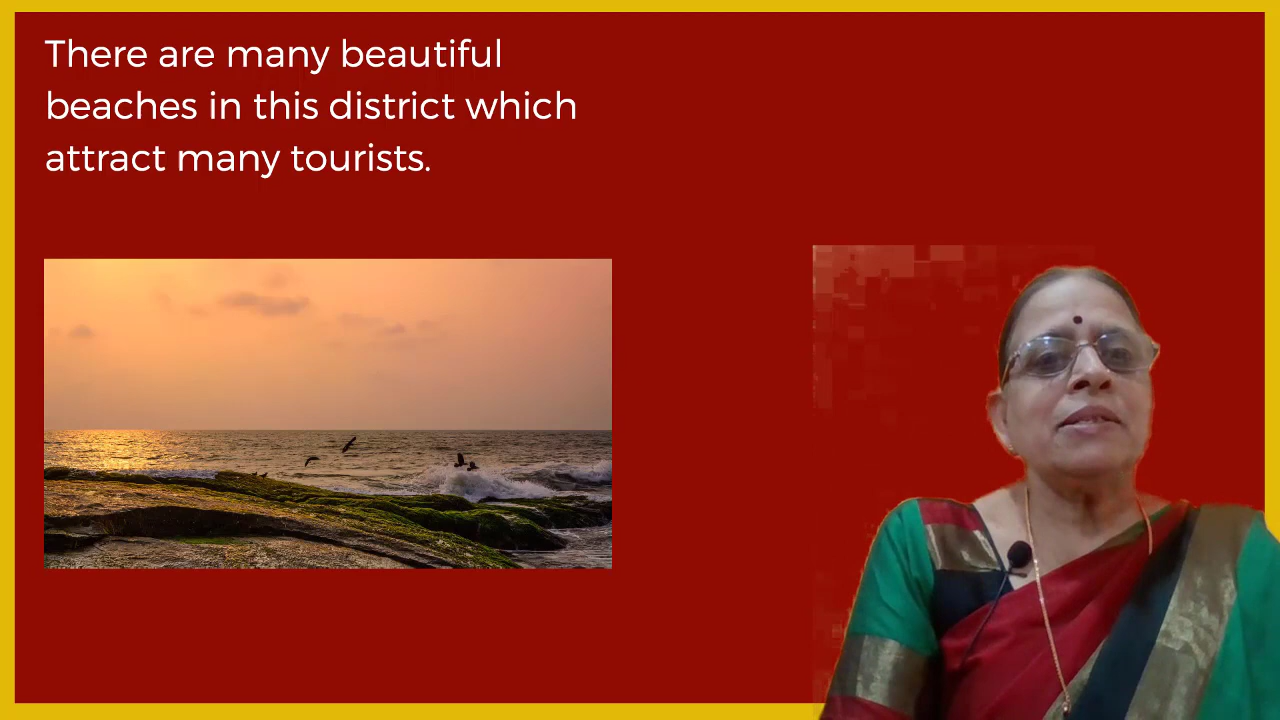 There are many beautiful
beaches in this district which
attract many tourists.